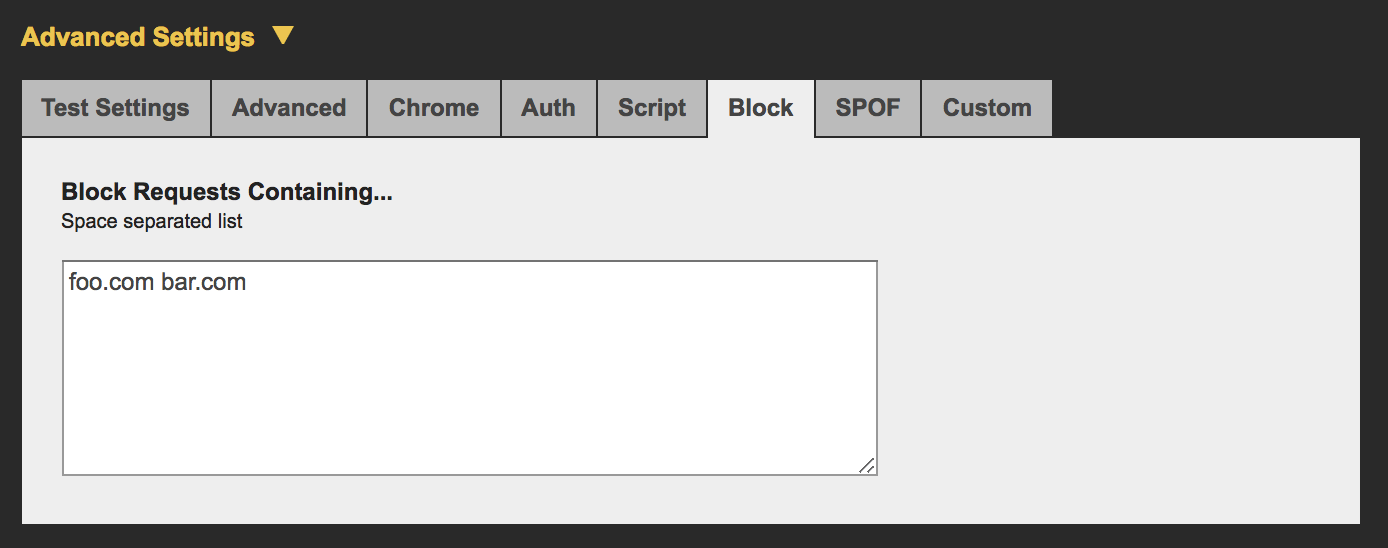 Advanced Settings
Test Settings Advanced Chrome Auth Script Block SPOF Custom
Block Requests Containing...
Space separated list
foo.com bar.com